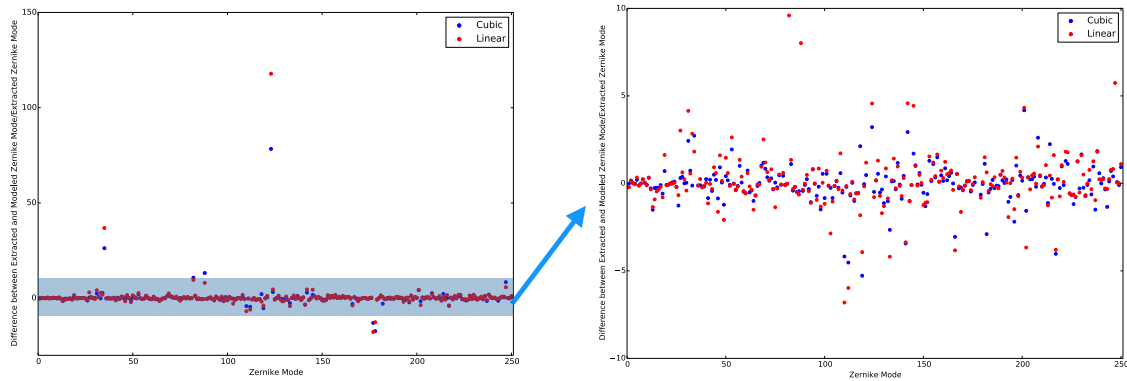 Difference between Extracted and Modeled Zernike Mode/Extracted Zernike Mode
150
100
50
0
0
50
100
150
200
250
Zernike Mode
Cubic
Linear
Difference between Extracted and Modeled Zernike Mode/Extracted Zernike Mode
10
5
0
−5
−10
0
50
100
150
200
250
Zernike Mode
Cubic
Linear